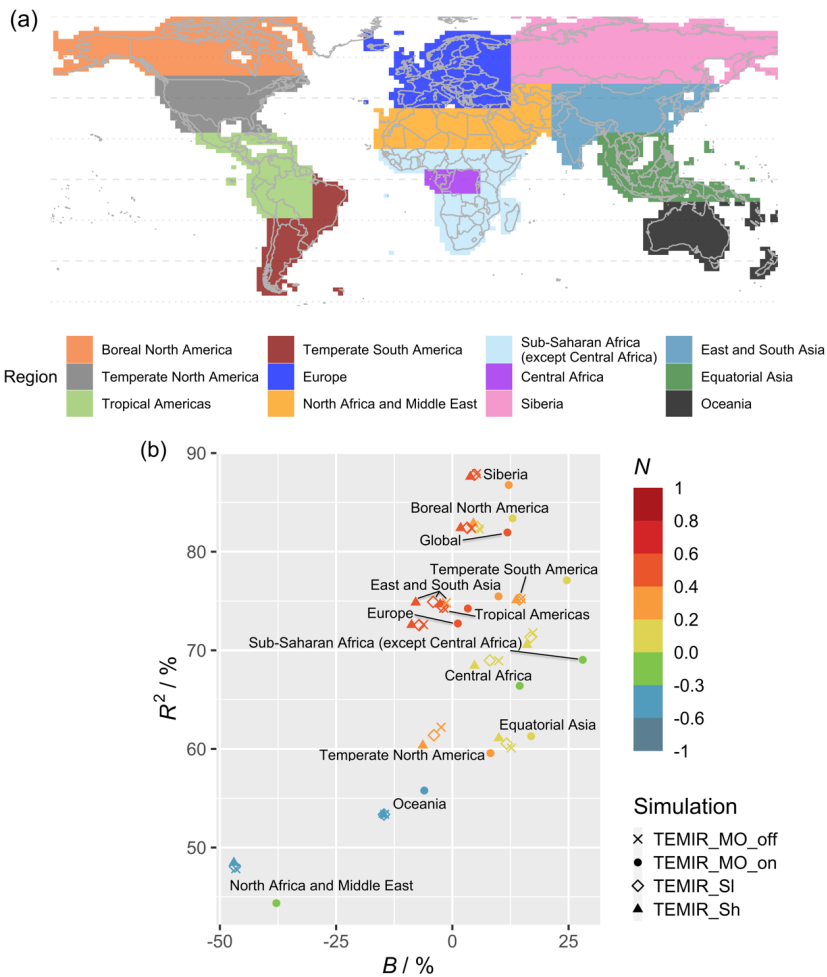 (a)
Region
Boreal North America
Temperate North America
Tropical Americas
Temperate South America
Europe
North Africa and Middle East
Sub-Saharan Africa
(except Central Africa)
Central Africa
Siberia
East and South Asia
Equatorial Asia
Oceania
(b)
R² / %
90
80
70
60
50
Siberia
Boreal North America
Global
Temperate South America
East and South Asia
Europe
Tropical Americas
Sub-Saharan Africa (except Central Africa)
Central Africa
Equatorial Asia
Temperate North America
Oceania
North Africa and Middle East
-50
-25
0
25
B / %
N
1
0.8
0.6
0.4
0.2
0.0
-0.3
-0.6
-1
Simulation
TEMIR_MO_off
TEMIR_MO_on
TEMIR_Sl
TEMIR_Sh